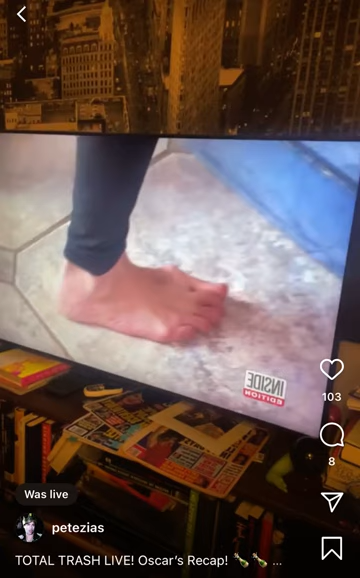 INSIDE
EDITION
103
8
Was live
petezias
TOTAL TRASH LIVE! Oscar's Recap! 🍾🍾 ...